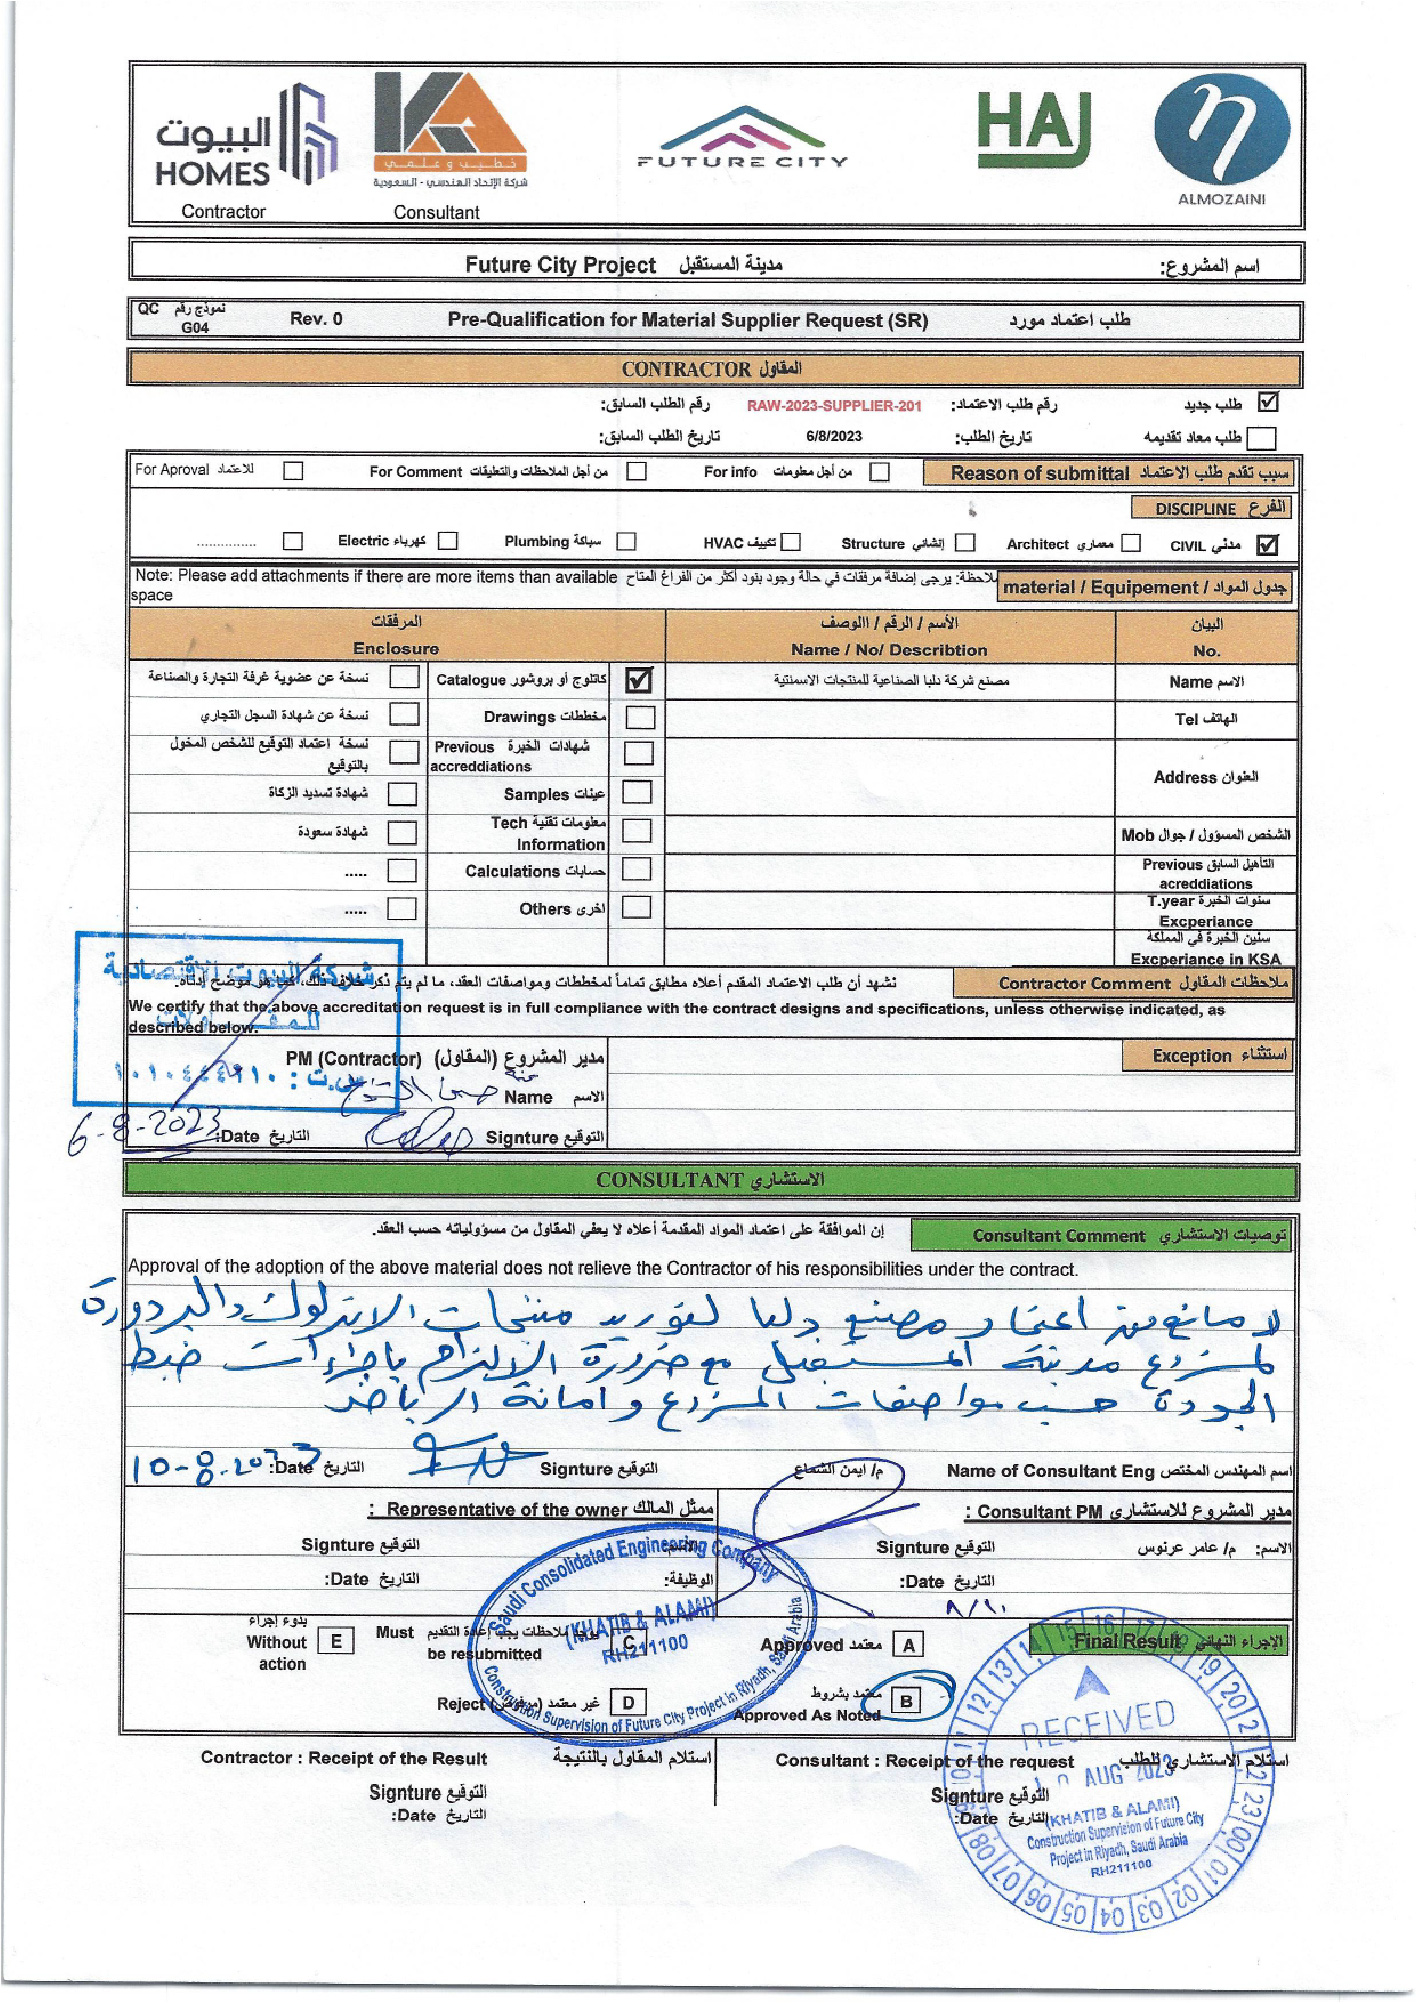 البيوت
HOMES
Contractor
KA
خطيب و علمي
شركة الإتحاد الهندسي - السعودية
Consultant
FUTURE CITY
HAJ
ALMOZAINI
Future City Project مدينة المستقبل اسم المشروع:
QC نموذج رقم
G04
Rev. 0
Pre-Qualification for Material Supplier Request (SR) طلب اعتماد مورد
CONTRACTOR المقاول
طلب جديد رقم طلب الاعتماد: RAW-2023-SUPPLIER-201 رقم الطلب السابق:
طلب معاد تقديمه تاريخ الطلب: 6/8/2023 تاريخ الطلب السابق:
سبب تقدم طلب الاعتماد Reason of submittal
من أجل معلومات For info
من أجل الملاحظات والتعليقات For Comment
للاعتماد For Aproval
الفرع DISCIPLINE
مدني CIVIL معماري Architect إنشائي Structure تكييف HVAC سباكة Plumbing كهرباء Electric ...............
جدول المواد / material / Equipement
ملاحظة: يرجى إضافة مرفقات في حالة وجود بقود أكثر من الفراغ المتاح
Note: Please add attachments if there are more items than available
space
البيان الأسم / الرقم / االوصف المرفقات
No. Name / No/ Describtion Enclosure
الاسم Name
مصنع شركة دلبا الصناعية للمنتجات الاسمنتية
كاتلوج أو بروشور Catalogue
نسخة عن عضوية غرفة التجارة والصناعة
الهاتف Tel
مخططات Drawings
نسخة عن شهادة السجل التجاري
العنوان Address
شهادات الخبرة Previous
accreddiations
نسخة اعتماد التوقيع للشخص المخول
بالتوقيع
عينات Samples
شهادة تسديد الزكاة
الشخص المسؤول / جوال Mob
معلومات تقنية Tech
Information
شهادة سعودة
التأهيل السابق Previous
acreddiations
حسابات Calculations
.....
سنوات الخبرة T.year
Excperiance
اخرى Others
.....
سنين الخبرة في المملكة
Excperiance in KSA
شركة البيوت الاقتصادية
للمقاولات
س.ت : ١٠١٠٤٤٤٩١٠
ملاحظات المقاول Contractor Comment
نشهد أن طلب الاعتماد المقدم أعلاه مطابق تماماً لمخططات ومواصفات العقد، ما لم يتم ذكر خلاف ذلك، كما هو موضح أدناه.
We certify that the above accreditation request is in full compliance with the contract designs and specifications, unless otherwise indicated, as
described below.
استثناء Exception
مدير المشروع (المقاول) PM (Contractor)
الاسم Name
التوقيع Signture
التاريخ Date: 6-8-2023
CONSULTANT الاستشاري
توصيات الاستشاري Consultant Comment
إن الموافقة على اعتماد المواد المقدمة أعلاه لا يعفي المقاول من مسؤولياته حسب العقد.
Approval of the adoption of the above material does not relieve the Contractor of his responsibilities under the contract.
لا مانع من اعتماد مصنع دلبا لتوريد منتجات الانترلوك والبردورة
لمشروع مدينة المستقبل مع ضرورة الالتزام باجراءات ضبط
الجودة حسب مواصفات المشروع وامانة الرياض
اسم المهندس المختص Name of Consultant Eng م/ ايمن الشماع
التوقيع Signture
التاريخ Date: 10-8-2023
مدير المشروع للاستشاري Consultant PM :
ممثل المالك Representative of the owner :
الاسم: م/ عامر عرنوس التوقيع Signture
الاسم: التوقيع Signture
التاريخ Date:
٨/١٠
الوظيفة: التاريخ Date:
الإجراء النهائي Final Result
A معتمد Approved
B معتمد بشروط
Approved As Noted
C يوجد ملاحظات يجب إعادة التقديم Must
be resubmitted
D غير معتمد (مرفوض) Reject
E بدوء إجراء
Without
action
Saudi Consolidated Engineering Company
(KHATIB & ALAMI)
RH211100
Construction Supervision of Future City Project in Riyadh, Saudi Arabia
استلام الاستشاري للطلب Consultant : Receipt of the request
التوقيع Signture
التاريخ Date:
استلام المقاول بالنتيجة Contractor : Receipt of the Result
التوقيع Signture
التاريخ Date:
RECEIVED
10 AUG 2023
(KHATIB & ALAMI)
Construction Supervision of Future City
Project in Riyadh, Saudi Arabia
RH211100